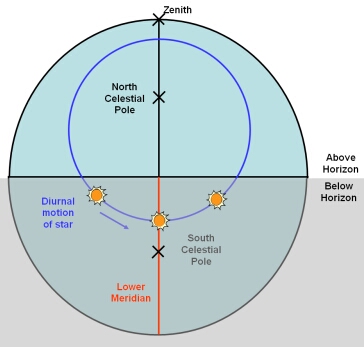 Zenith
North
Celestial
Pole
Above
Horizon
Below
Horizon
Diurnal
motion
of star
South
Celestial
Pole
Lower
Meridian